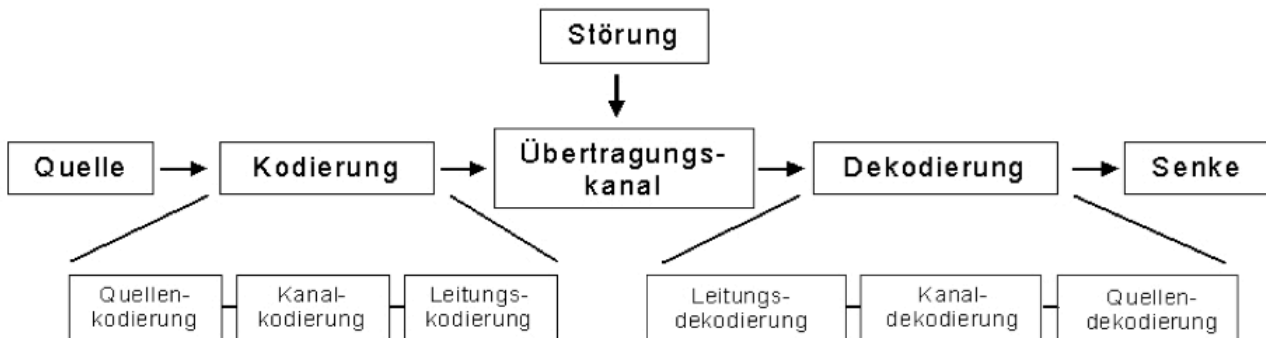 Störung
Quelle
Kodierung
Übertragungs-
kanal
Dekodierung
Senke
Quellen-
kodierung
Kanal-
kodierung
Leitungs-
kodierung
Leitungs-
dekodierung
Kanal-
dekodierung
Quellen-
dekodierung